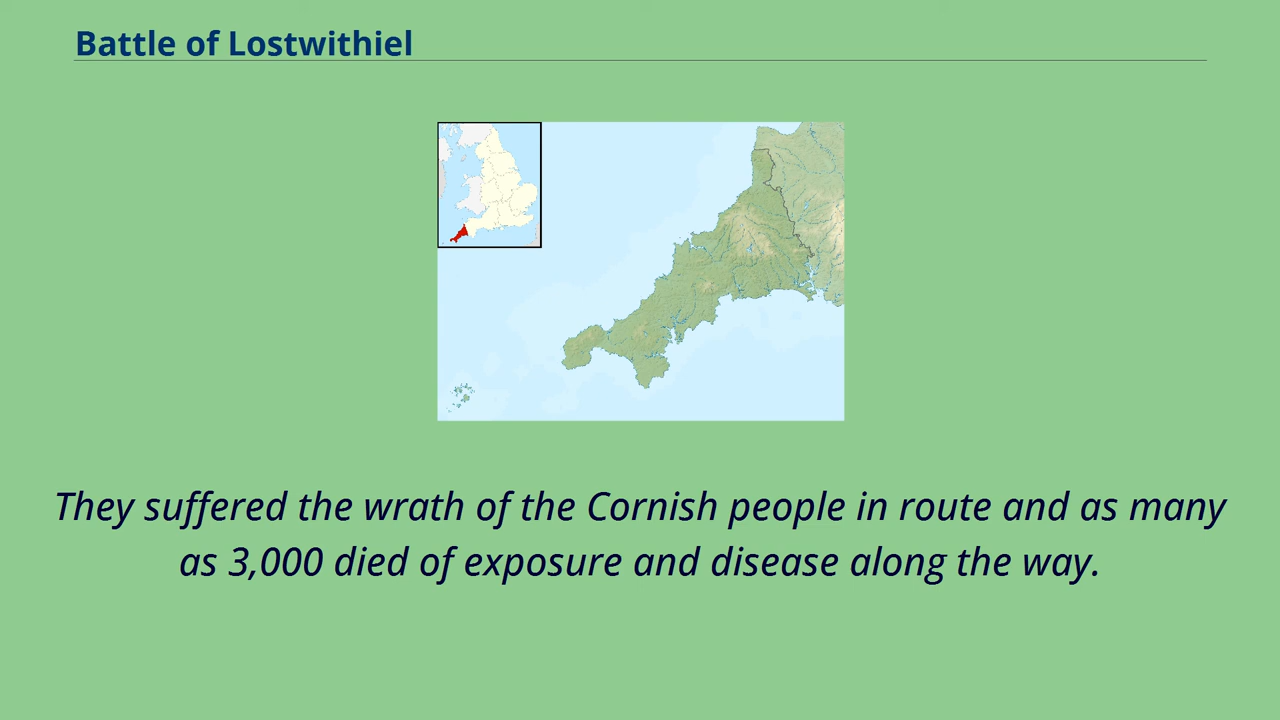 Battle of Lostwithiel
They suffered the wrath of the Cornish people in route and as many
as 3,000 died of exposure and disease along the way.